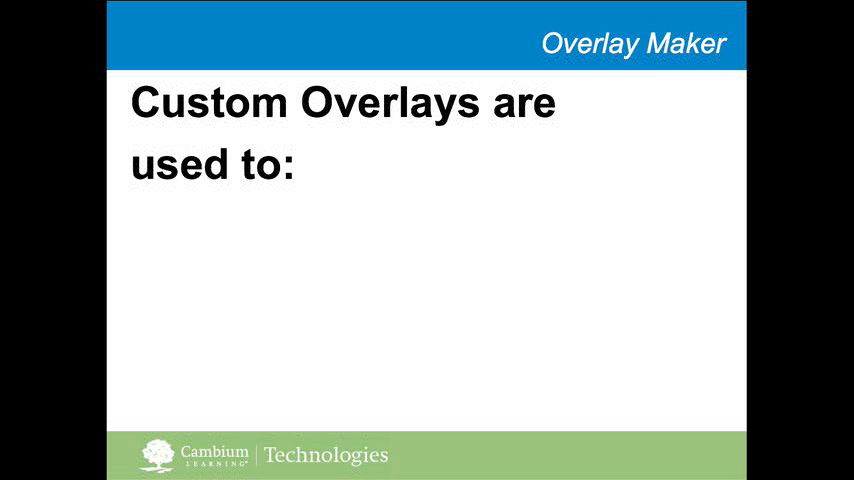 Overlay Maker
Custom Overlays are
used to:
Cambium
LEARNING®
Technologies